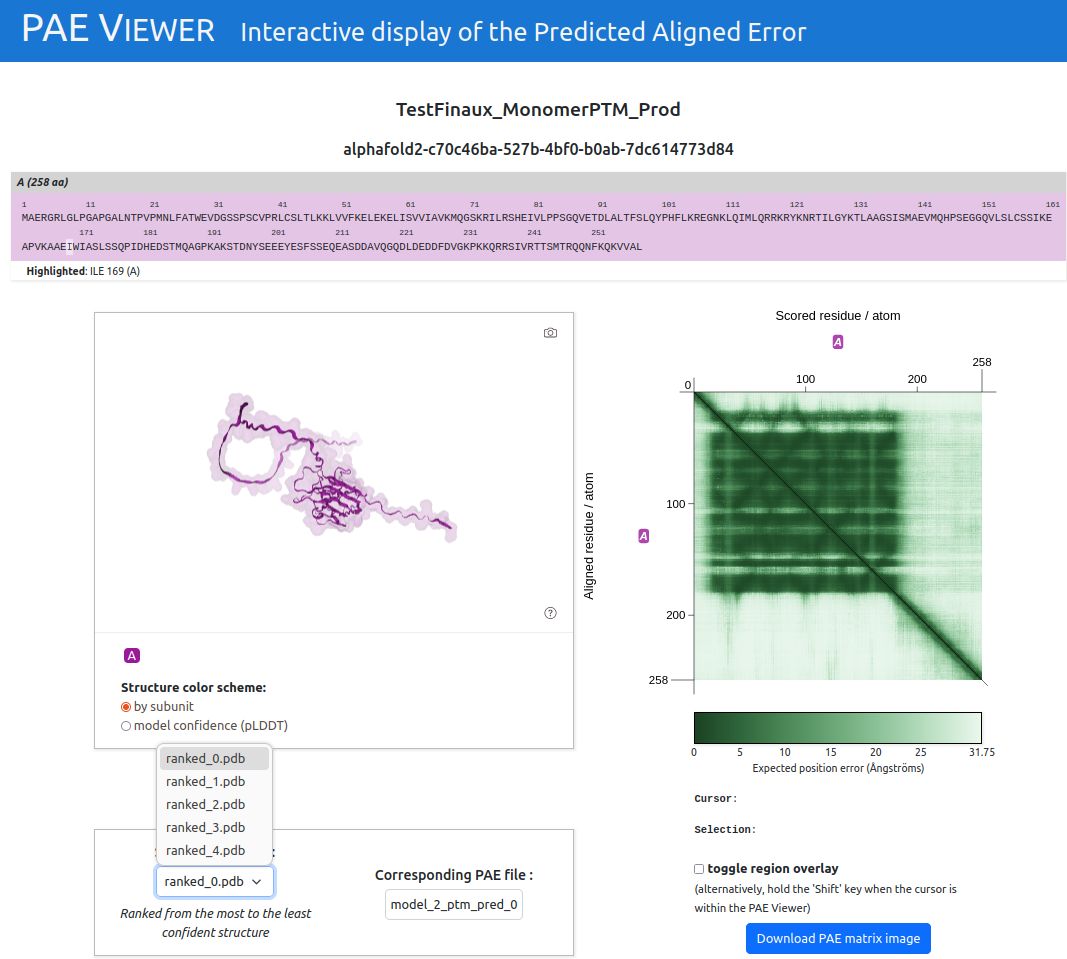 PAE VIEWER Interactive display of the Predicted Aligned Error
TestFinaux_MonomerPTM_Prod
alphafold2-c70c46ba-527b-4bf0-b0ab-7dc614773d84
A (258 aa)
1 11 21 31 41 51 61 71 81 91 101 111 121 131 141 151 161
MAERGRLGLPGAPGALNTPVPMNLFATWEVDGSSPSCVPRLCSLTLKKLVVFKELEKELISVVIAVKMQGSKRILRSHEIVLPPSGQVETDLALTFSLQYPHFLKREGNKLQIMLQRRKRYKNRTILGYKTLAAGSISMAEVMQHPSEGGQVLSLCSSIKE
171 181 191 201 211 221 231 241 251
APVKAAEIWIASLSSQPIDHEDSTMQAGPKAKSTDNYSEEEYESFSSEQEASDDAVQGQDLDEDDFDVGKPKKQRRSIVRTTSMTRQQNFKQKVVAL
Highlighted: ILE 169 (A)
Scored residue / atom
A
258
0 100 200
Aligned residue / atom
100
A
200
258
?
A
Structure color scheme:
by subunit
model confidence (pLDDT)
ranked_0.pdb
ranked_1.pdb
ranked_2.pdb
ranked_3.pdb
ranked_4.pdb
ranked_0.pdb
Ranked from the most to the least
confident structure
Corresponding PAE file :
model_2_ptm_pred_0
0 5 10 15 20 25 31.75
Expected position error (Ångströms)
Cursor:
Selection:
toggle region overlay
(alternatively, hold the 'Shift' key when the cursor is
within the PAE Viewer)
Download PAE matrix image